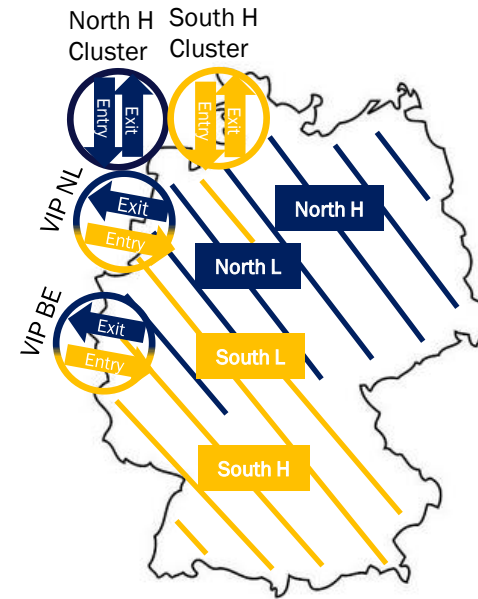 North H
Cluster
South H
Cluster
Entry
Exit
Entry
Exit
VIP NL
Exit
Entry
North H
North L
VIP BE
Exit
Entry
South L
South H